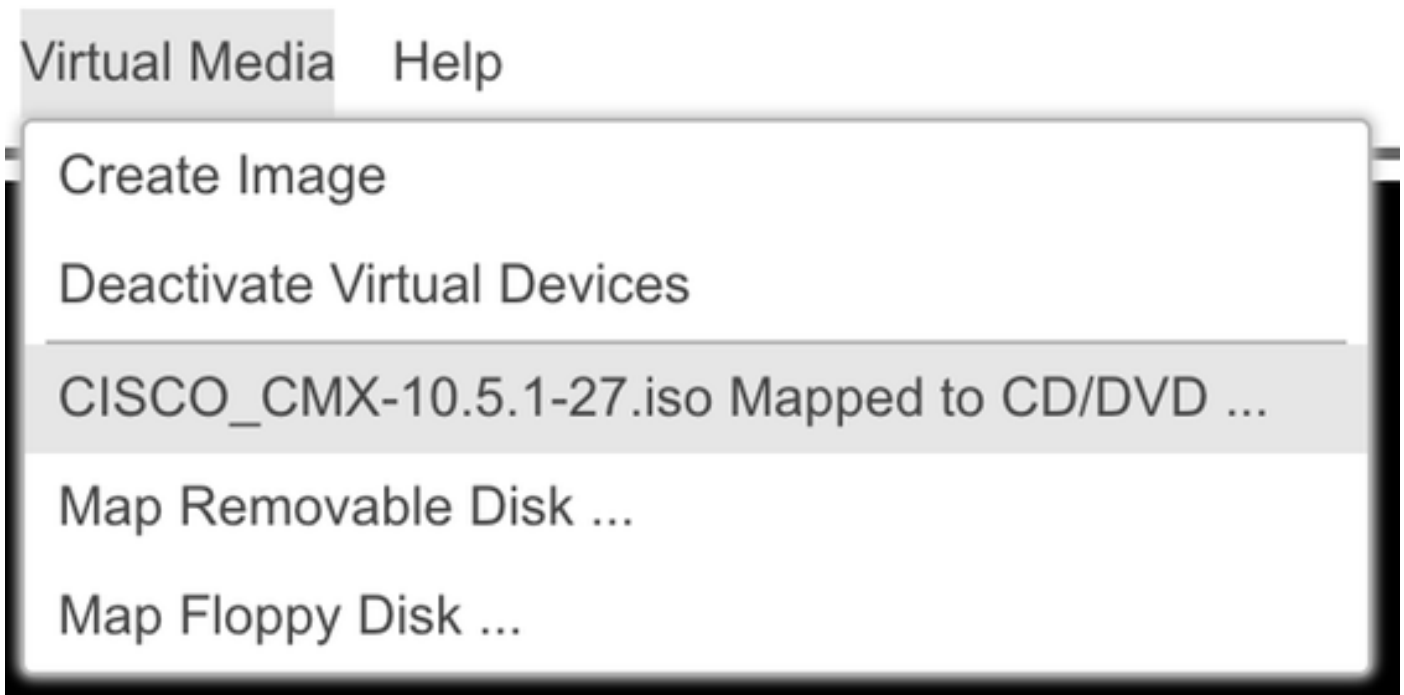 Virtual Media Help
Create Image
Deactivate Virtual Devices
CISCO_CMX-10.5.1-27.iso Mapped to CD/DVD ...
Map Removable Disk ...
Map Floppy Disk ...